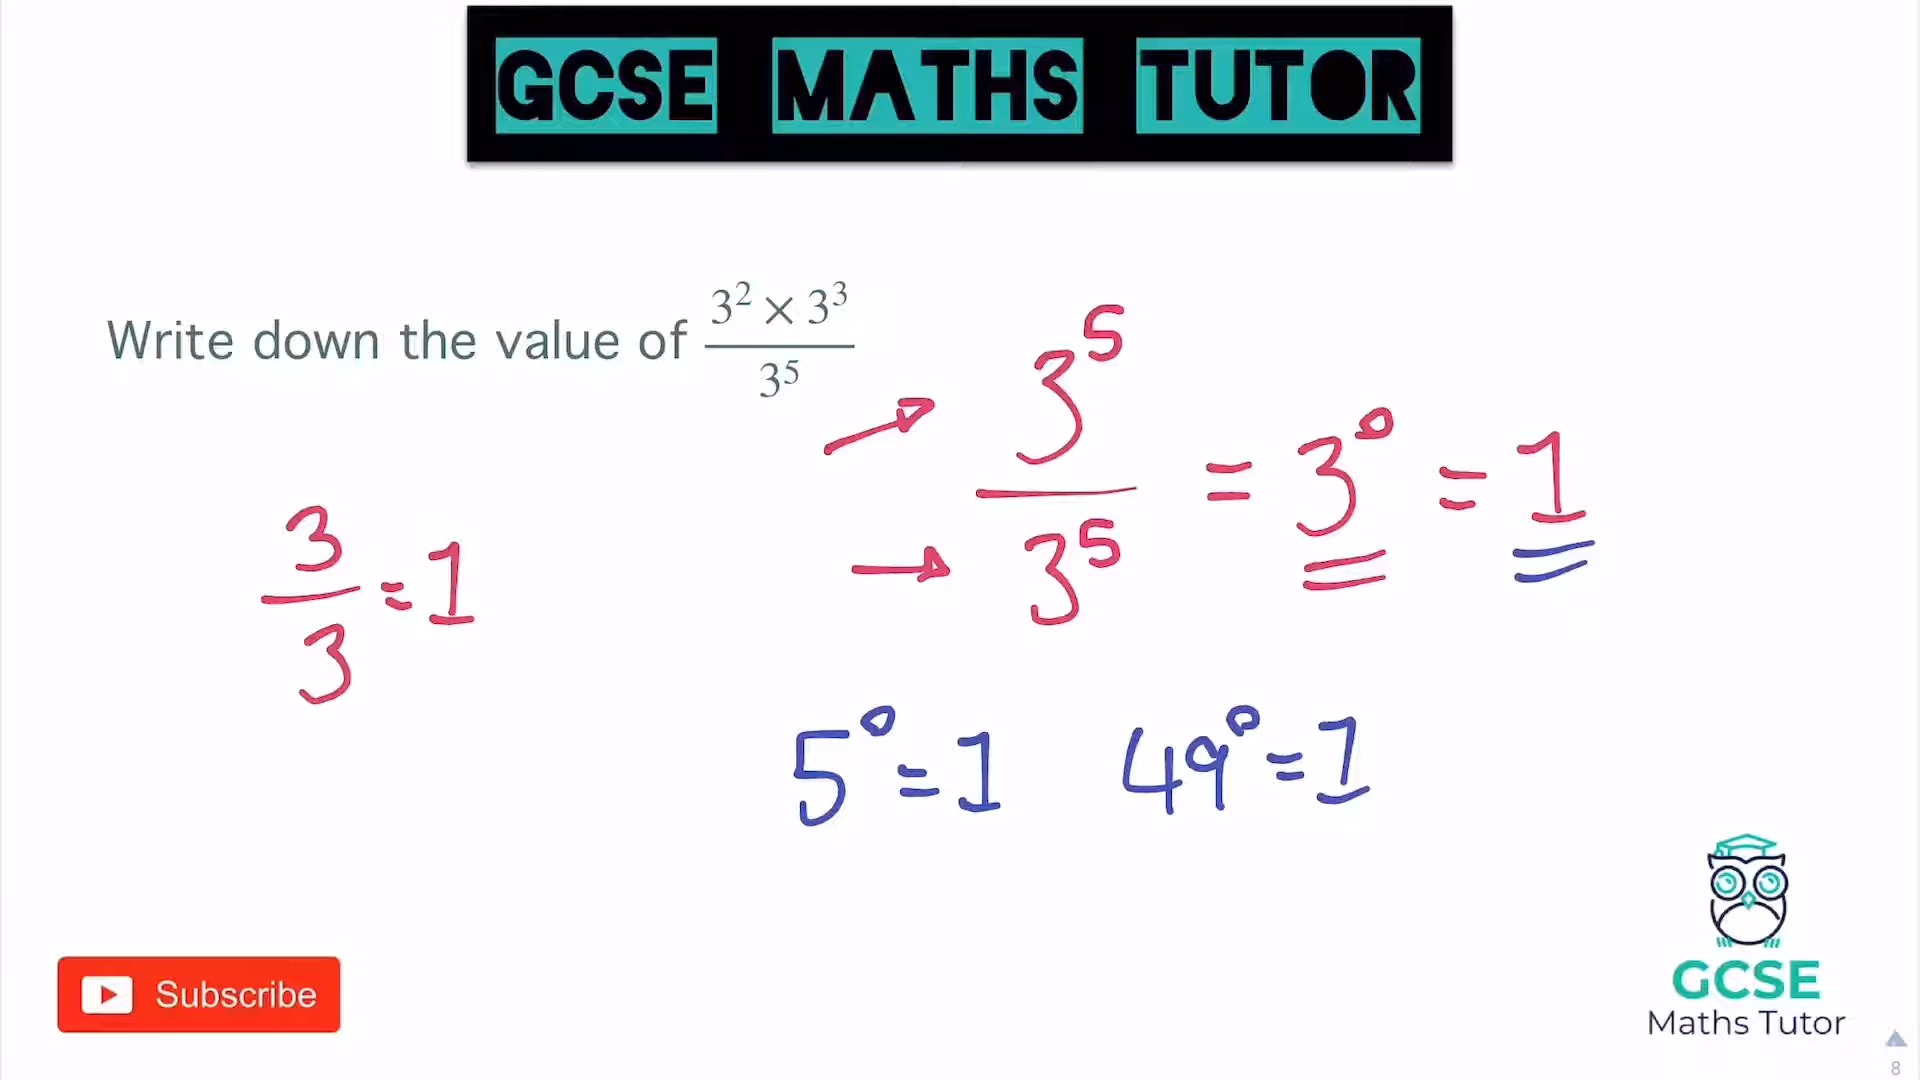 GCSE MATHS TUTOR
Write down the value of 3² × 3³ / 3⁵
3⁵ / 3⁵ = 3⁰ = 1
3 / 3 = 1
5⁰ = 1
49⁰ = 1
Subscribe
GCSE
Maths Tutor
8